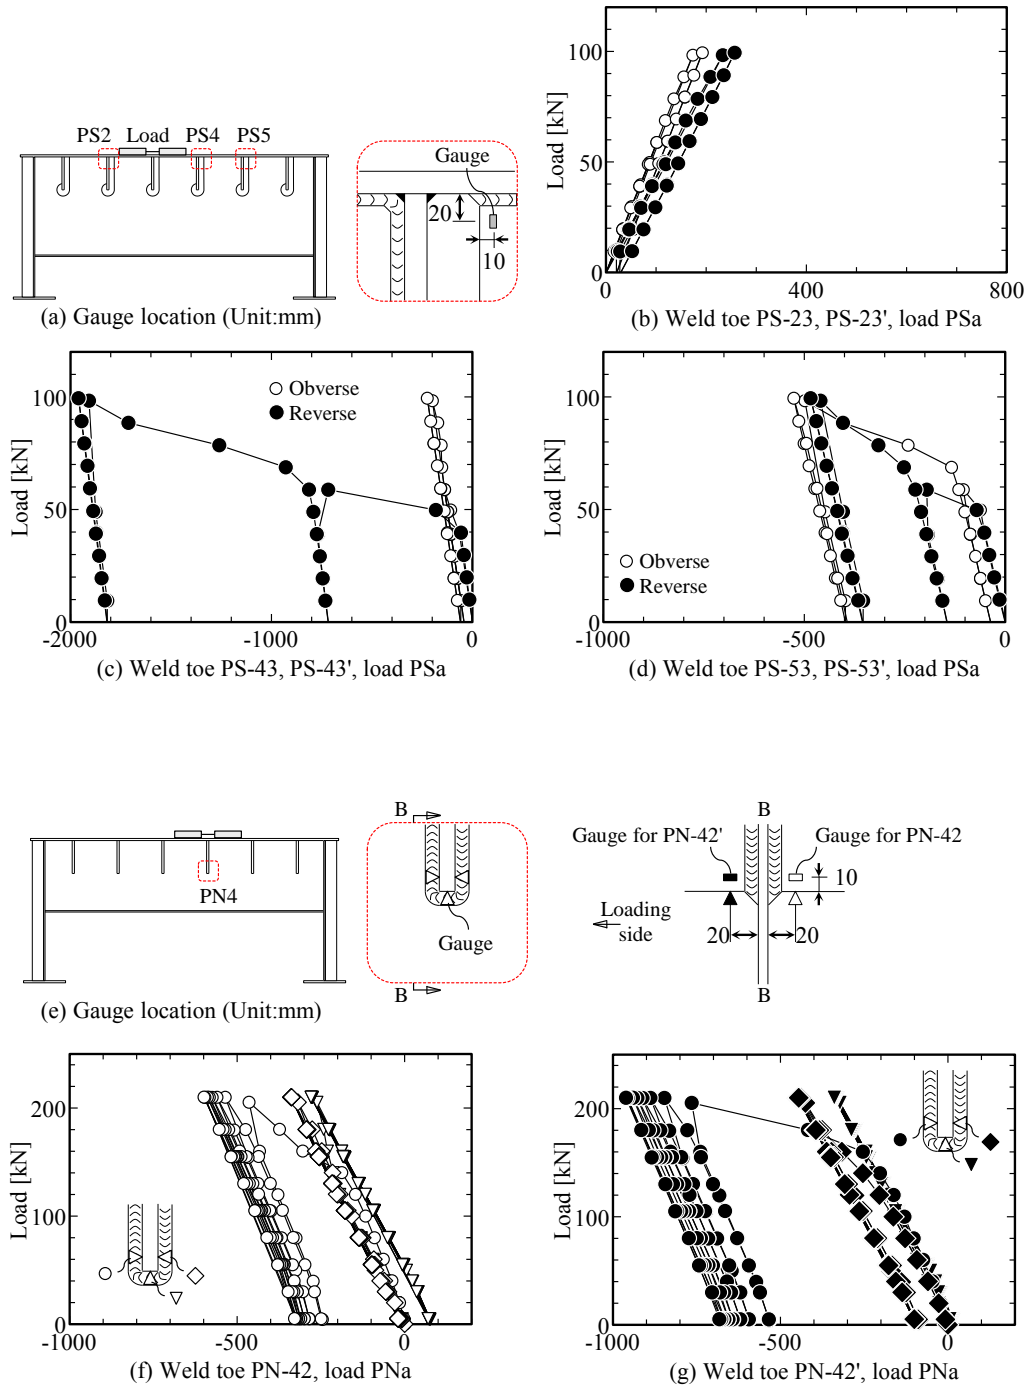 PS2 Load PS4 PS5
Gauge
20
10
(a) Gauge location (Unit:mm)
Load [kN]
100
50
0
0 400 800
(b) Weld toe PS-23, PS-23', load PSa
Load [kN]
100
50
0
-2000 -1000 0
Obverse
Reverse
(c) Weld toe PS-43, PS-43', load PSa
Load [kN]
100
50
0
-1000 -500 0
Obverse
Reverse
(d) Weld toe PS-53, PS-53', load PSa
PN4
B
Gauge
B
B
Gauge for PN-42'
Gauge for PN-42
10
Loading
side
20 20
B
(e) Gauge location (Unit:mm)
Load [kN]
200
100
0
-1000 -500 0
(f) Weld toe PN-42, load PNa
Load [kN]
200
100
0
-1000 -500 0
(g) Weld toe PN-42', load PNa